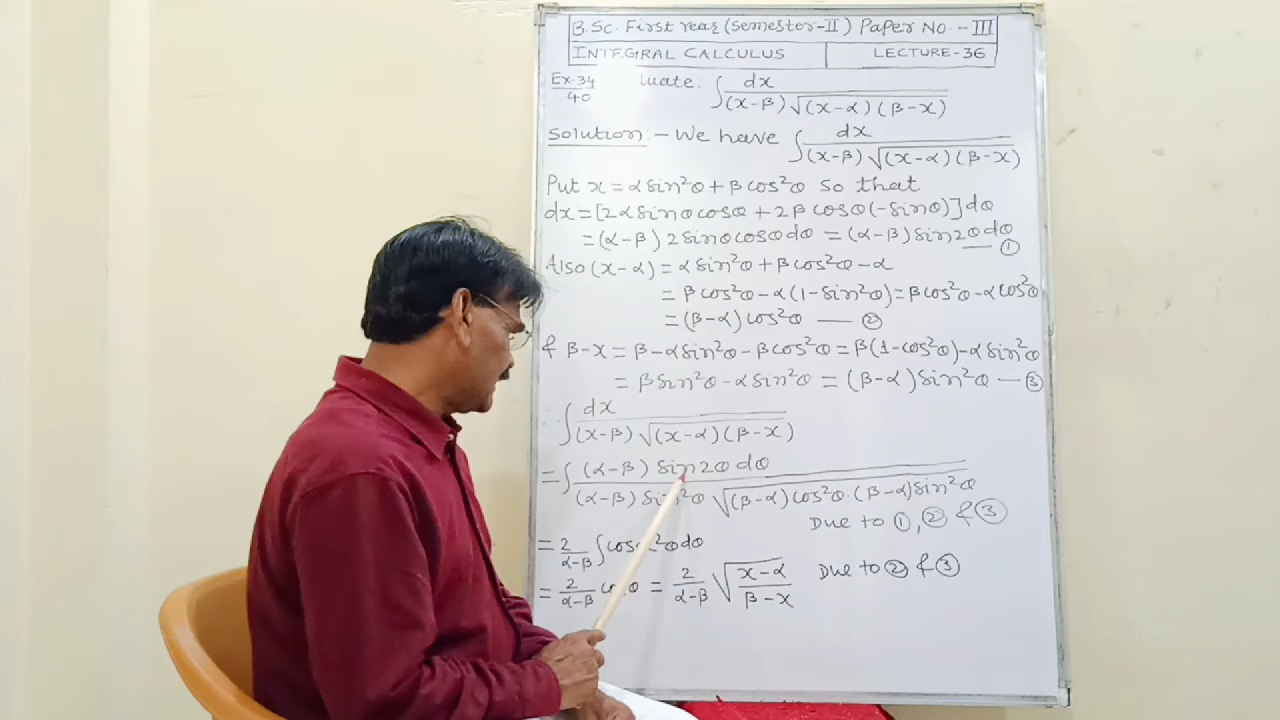 B.Sc. First Year (Semester-II) Paper No.-III
INTEGRAL CALCULUS LECTURE-36
Ex.34/40 luate: ∫ dx/((x-β)√((x-α)(β-x)))
Solution:- We have ∫ dx/((x-β)√((x-α)(β-x)))
Put x = α sin²θ + β cos²θ so that
dx = [2α sinθ cosθ + 2β cosθ(-sinθ)]dθ
= (α-β) 2 sinθ cosθ dθ = (α-β) sin2θ dθ — ①
Also (x-α) = α sin²θ + β cos²θ - α
= β cos²θ - α(1-sin²θ) = β cos²θ - α cos²θ
= (β-α) cos²θ — ②
& β-x = β - α sin²θ - β cos²θ = β(1-cos²θ) - α sin²θ
= β sin²θ - α sin²θ = (β-α) sin²θ — ③
∴ ∫ dx/((x-β)√((x-α)(β-x)))
= ∫ (α-β) sin2θ dθ/((α-β) sin²θ √((β-α)cos²θ.(β-α)sin²θ))
Due to ①, ② & ③
= 2/(α-β) ∫ cosec²θ dθ
= 2/(α-β) cotθ = 2/(α-β) √((x-α)/(β-x)) Due to ② & ③